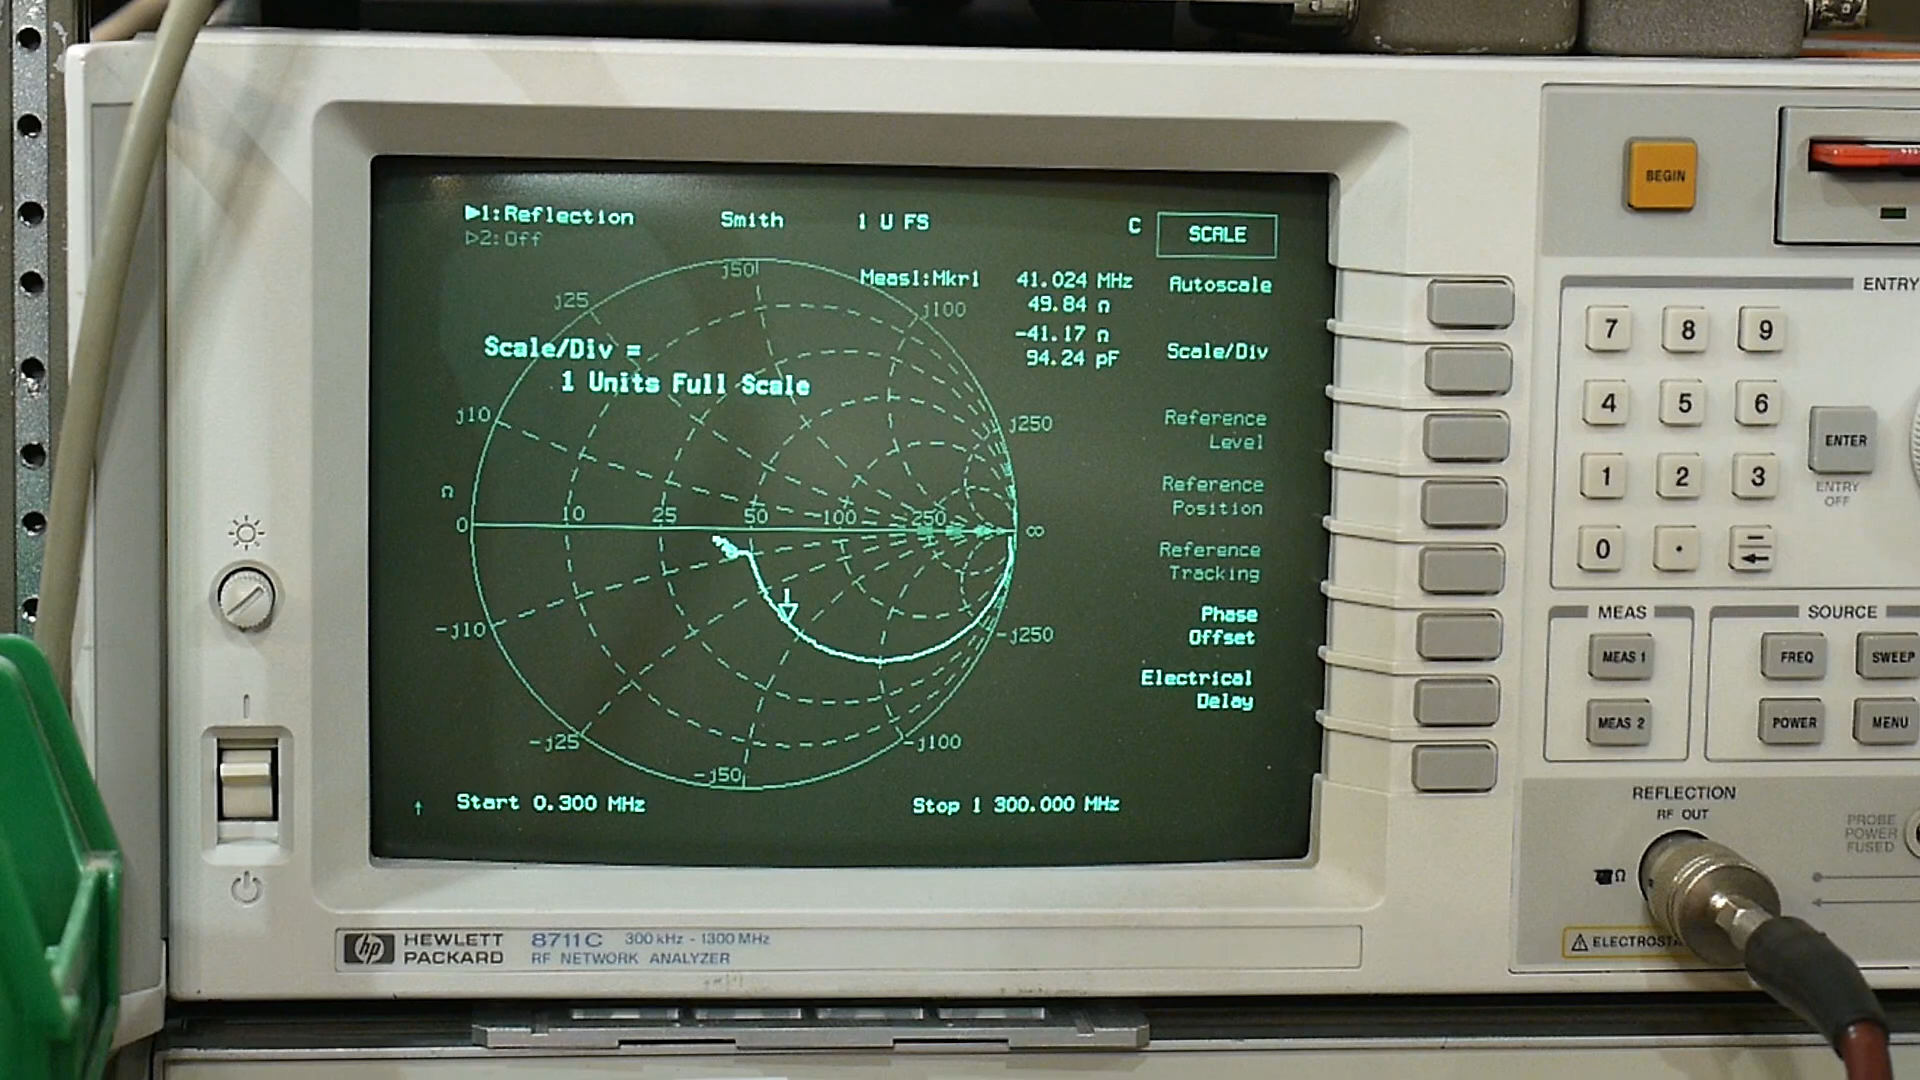 ▶1:Reflection Smith 1 U FS C SCALE
▷2:Off
Meas1:Mkr1 41.024 MHz
49.84 Ω
-41.17 Ω
94.24 pF
Scale/Div =
1 Units Full Scale
j50
j25
j100
j10
j250
Ω
0 10 25 50 100 250 ∞
-j10
-j250
-j25
-j100
-j50
Start 0.300 MHz Stop 1 300.000 MHz
Autoscale
Scale/Div
Reference
Level
Reference
Position
Reference
Tracking
Phase
Offset
Electrical
Delay
hp HEWLETT
PACKARD
8711C 300 kHz - 1300 MHz
RF NETWORK ANALYZER
BEGIN
ENTRY
7 8 9
4 5 6
1 2 3
0 · −
ENTER
ENTRY
OFF
MEAS
MEAS 1
MEAS 2
SOURCE
FREQ SWEEP
POWER MENU
REFLECTION
RF OUT
Ω
PROBE
POWER
FUSED